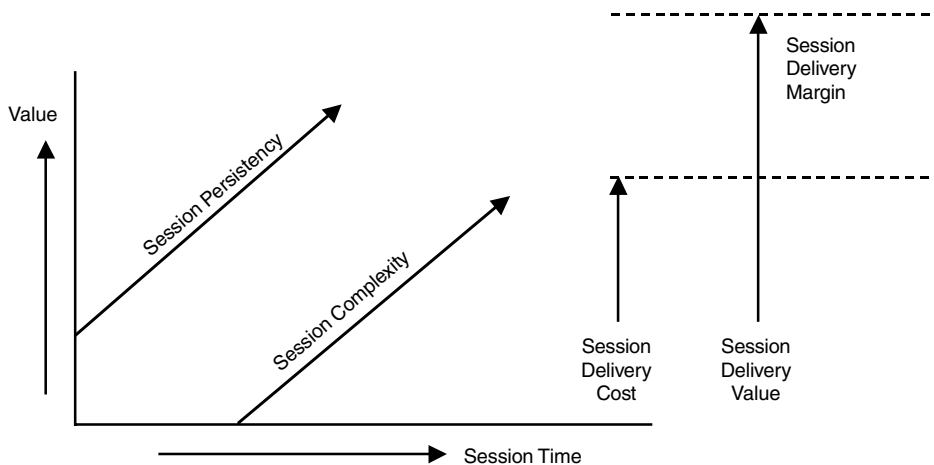 Value
Session Persistency
Session Complexity
Session Time
Session
Delivery
Cost
Session
Delivery
Value
Session
Delivery
Margin